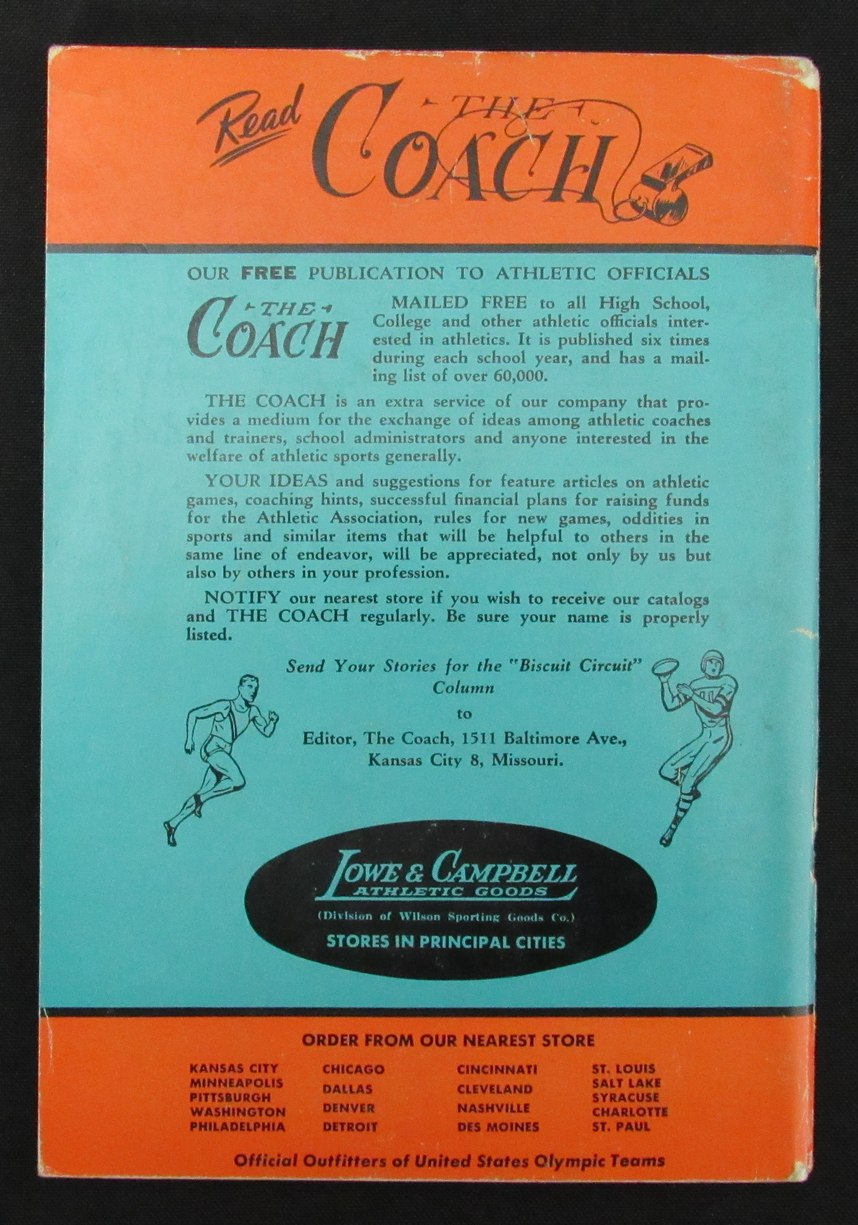 Read THE COACH
OUR FREE PUBLICATION TO ATHLETIC OFFICIALS
THE COACH
MAILED FREE to all High School,
College and other athletic officials inter-
ested in athletics. It is published six times
during each school year, and has a mail-
ing list of over 60,000.
THE COACH is an extra service of our company that pro-
vides a medium for the exchange of ideas among athletic coaches
and trainers, school administrators and anyone interested in the
welfare of athletic sports generally.
YOUR IDEAS and suggestions for feature articles on athletic
games, coaching hints, successful financial plans for raising funds
for the Athletic Association, rules for new games, oddities in
sports and similar items that will be helpful to others in the
same line of endeavor, will be appreciated, not only by us but
also by others in your profession.
NOTIFY our nearest store if you wish to receive our catalogs
and THE COACH regularly. Be sure your name is properly
listed.
Send Your Stories for the "Biscuit Circuit"
Column
to
Editor, The Coach, 1511 Baltimore Ave.,
Kansas City 8, Missouri.
LOWE & CAMPBELL
ATHLETIC GOODS
(Division of Wilson Sporting Goods Co.)
STORES IN PRINCIPAL CITIES
ORDER FROM OUR NEAREST STORE
KANSAS CITY CHICAGO CINCINNATI ST. LOUIS
MINNEAPOLIS DALLAS CLEVELAND SALT LAKE
PITTSBURGH DENVER NASHVILLE SYRACUSE
WASHINGTON DETROIT DES MOINES CHARLOTTE
PHILADELPHIA ST. PAUL
Official Outfitters of United States Olympic Teams